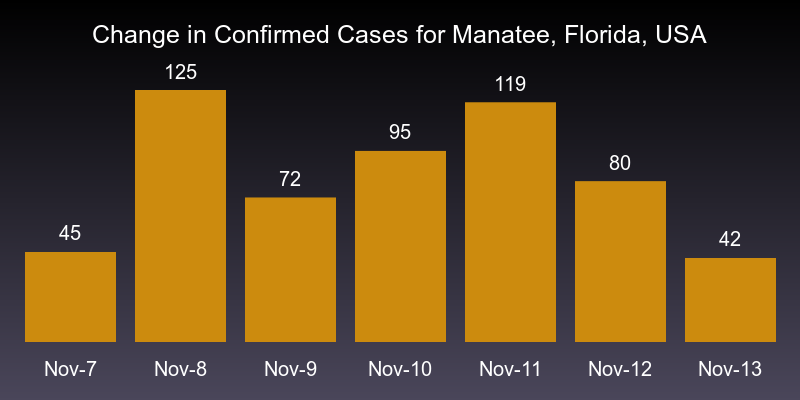 Change in Confirmed Cases for Manatee, Florida, USA
45
125
72
95
119
80
42
Nov-7
Nov-8
Nov-9
Nov-10
Nov-11
Nov-12
Nov-13